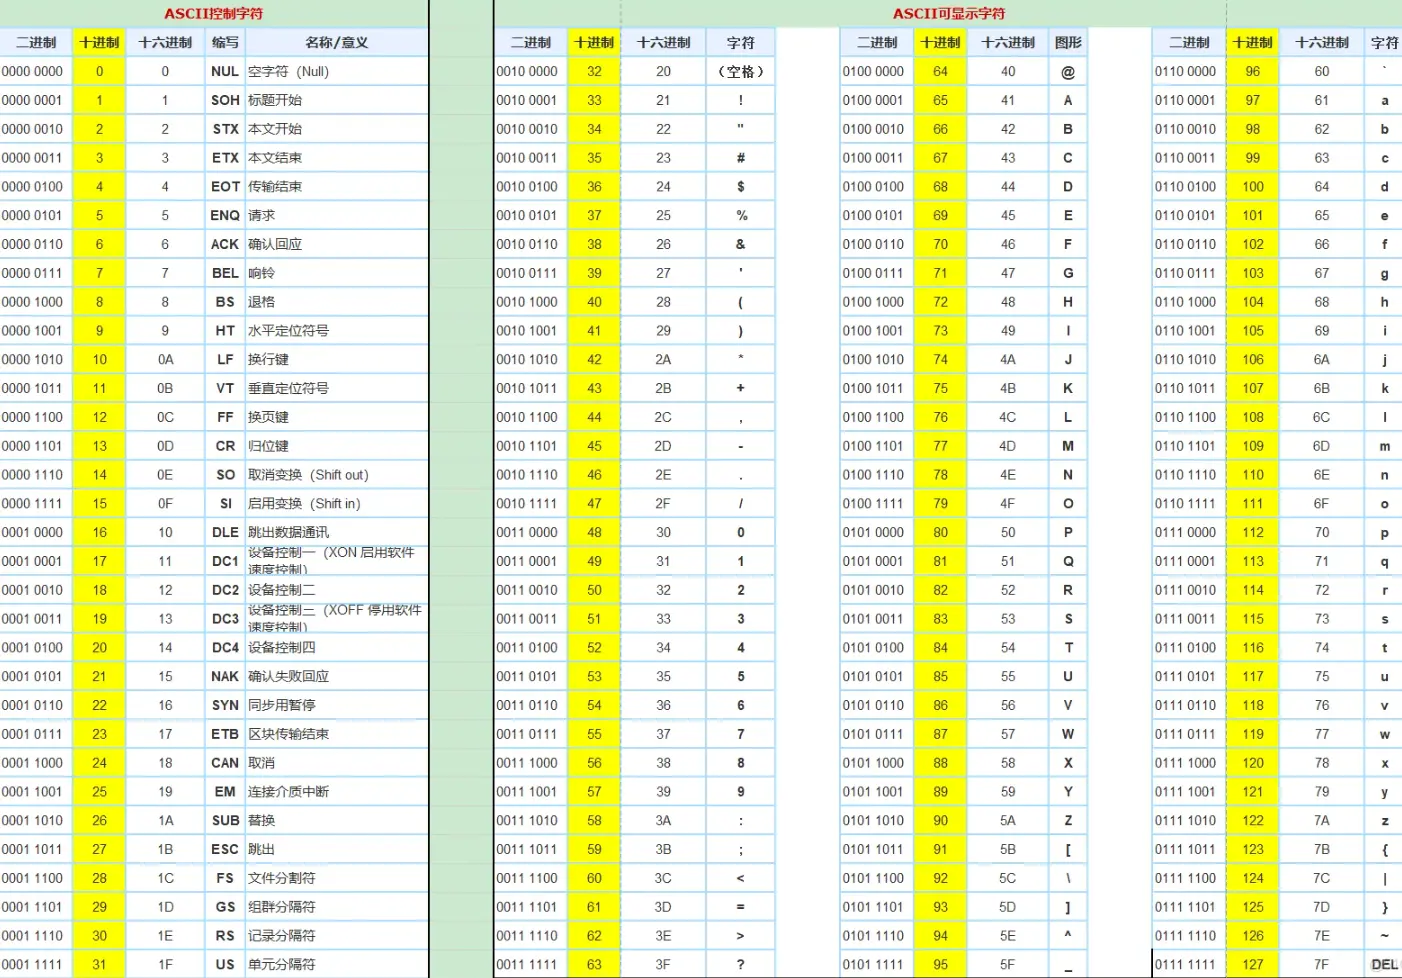 ASCII控制字符 ASCII可显示字符
二进制 十进制 十六进制 缩写 名称/意义 二进制 十进制 十六进制 字符 二进制 十进制 十六进制 图形 二进制 十进制 十六进制 字符
0000 0000 0 0 NUL 空字符（Null） 0010 0000 32 20 （空格） 0100 0000 64 40 @ 0110 0000 96 60 `
0000 0001 1 1 SOH 标题开始 0010 0001 33 21 ! 0100 0001 65 41 A 0110 0001 97 61 a
0000 0010 2 2 STX 本文开始 0010 0010 34 22 " 0100 0010 66 42 B 0110 0010 98 62 b
0000 0011 3 3 ETX 本文结束 0010 0011 35 23 # 0100 0011 67 43 C 0110 0011 99 63 c
0000 0100 4 4 EOT 传输结束 0010 0100 36 24 $ 0100 0100 68 44 D 0110 0100 100 64 d
0000 0101 5 5 ENQ 请求 0010 0101 37 25 % 0100 0101 69 45 E 0110 0101 101 65 e
0000 0110 6 6 ACK 确认回应 0010 0110 38 26 & 0100 0110 70 46 F 0110 0110 102 66 f
0000 0111 7 7 BEL 响铃 0010 0111 39 27 ' 0100 0111 71 47 G 0110 0111 103 67 g
0000 1000 8 8 BS 退格 0010 1000 40 28 ( 0100 1000 72 48 H 0110 1000 104 68 h
0000 1001 9 9 HT 水平定位符号 0010 1001 41 29 ) 0100 1001 73 49 I 0110 1001 105 69 i
0000 1010 10 0A LF 换行键 0010 1010 42 2A * 0100 1010 74 4A J 0110 1010 106 6A j
0000 1011 11 0B VT 垂直定位符号 0010 1011 43 2B + 0100 1011 75 4B K 0110 1011 107 6B k
0000 1100 12 0C FF 换页键 0010 1100 44 2C , 0100 1100 76 4C L 0110 1100 108 6C l
0000 1101 13 0D CR 归位键 0010 1101 45 2D - 0100 1101 77 4D M 0110 1101 109 6D m
0000 1110 14 0E SO 取消变换（Shift out） 0010 1110 46 2E . 0100 1110 78 4E N 0110 1110 110 6E n
0000 1111 15 0F SI 启用变换（Shift in） 0010 1111 47 2F / 0100 1111 79 4F O 0110 1111 111 6F o
0001 0000 16 10 DLE 跳出数据通讯 0011 0000 48 30 0 0101 0000 80 50 P 0111 0000 112 70 p
0001 0001 17 11 DC1 设备控制一（XON 启用软件速度控制） 0011 0001 49 31 1 0101 0001 81 51 Q 0111 0001 113 71 q
0001 0010 18 12 DC2 设备控制二 0011 0010 50 32 2 0101 0010 82 52 R 0111 0010 114 72 r
0001 0011 19 13 DC3 设备控制三（XOFF 停用软件速度控制） 0011 0011 51 33 3 0101 0011 83 53 S 0111 0011 115 73 s
0001 0100 20 14 DC4 设备控制四 0011 0100 52 34 4 0101 0100 84 54 T 0111 0100 116 74 t
0001 0101 21 15 NAK 确认失败回应 0011 0101 53 35 5 0101 0101 85 55 U 0111 0101 117 75 u
0001 0110 22 16 SYN 同步用暂停 0011 0110 54 36 6 0101 0110 86 56 V 0111 0110 118 76 v
0001 0111 23 17 ETB 区块传输结束 0011 0111 55 37 7 0101 0111 87 57 W 0111 0111 119 77 w
0001 1000 24 18 CAN 取消 0011 1000 56 38 8 0101 1000 88 58 X 0111 1000 120 78 x
0001 1001 25 19 EM 连接介质中断 0011 1001 57 39 9 0101 1001 89 59 Y 0111 1001 121 79 y
0001 1010 26 1A SUB 替换 0011 1010 58 3A : 0101 1010 90 5A Z 0111 1010 122 7A z
0001 1011 27 1B ESC 跳出 0011 1011 59 3B ; 0101 1011 91 5B [ 0111 1011 123 7B {
0001 1100 28 1C FS 文件分割符 0011 1100 60 3C < 0101 1100 92 5C \ 0111 1100 124 7C |
0001 1101 29 1D GS 组群分隔符 0011 1101 61 3D = 0101 1101 93 5D ] 0111 1101 125 7D }
0001 1110 30 1E RS 记录分隔符 0011 1110 62 3E > 0101 1110 94 5E ^ 0111 1110 126 7E ~
0001 1111 31 1F US 单元分隔符 0011 1111 63 3F ? 0101 1111 95 5F _ 0111 1111 127 7F DEL